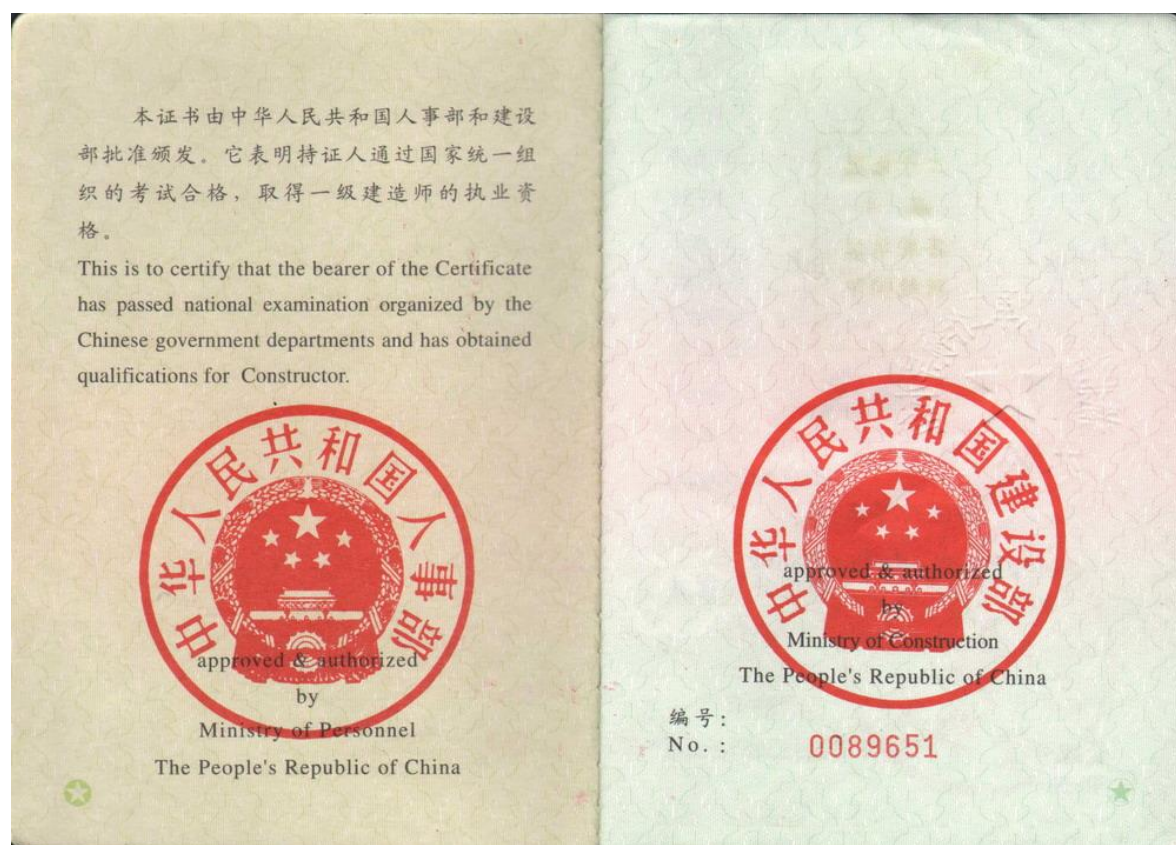 本证书由中华人民共和国人事部和建设
部批准颁发。它表明持证人通过国家统一组
织的考试合格，取得一级建造师的执业资
格。
This is to certify that the bearer of the Certificate
has passed national examination organized by the
Chinese government departments and has obtained
qualifications for Constructor.
中华人民共和国人事部
approved & authorized
by
Ministry of Personnel
The People's Republic of China
中华人民共和国建设部
approved & authorized
by
Ministry of Construction
The People's Republic of China
编号:
No.: 0089651